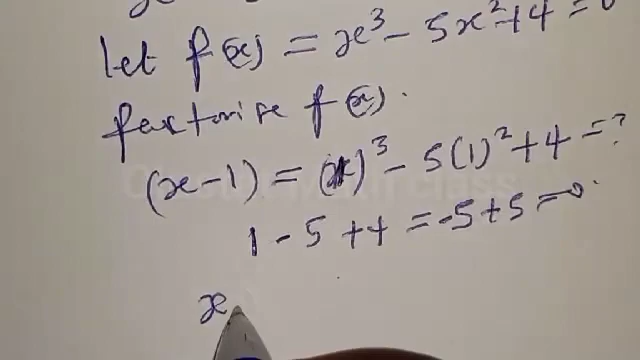 let f(x) = x³ - 5x² + 4 = 0
factorise f(x).
(x - 1) = (1)³ - 5(1)² + 4 = ?
1 - 5 + 4 = -5 + 5 = 0
x